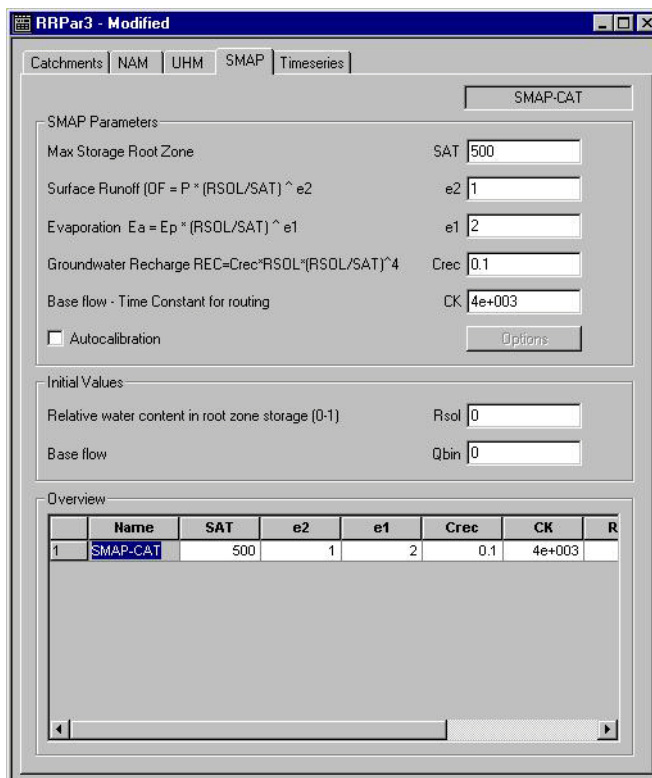 RRPar3 - Modified
Catchments NAM UHM SMAP Timeseries
SMAP-CAT
SMAP Parameters
Max Storage Root Zone SAT 500
Surface Runoff (OF = P * (RSOL/SAT) ^ e2 e2 1
Evaporation Ea = Ep * (RSOL/SAT) ^ e1 e1 2
Groundwater Recharge REC=Crec*RSOL*(RSOL/SAT)^4 Crec 0.1
Base flow - Time Constant for routing CK 4e+003
Autocalibration Options
Initial Values
Relative water content in root zone storage (0-1) Rsol 0
Base flow Qbin 0
Overview
Name SAT e2 e1 Crec CK R
1 SMAP-CAT 500 1 2 0.1 4e+003